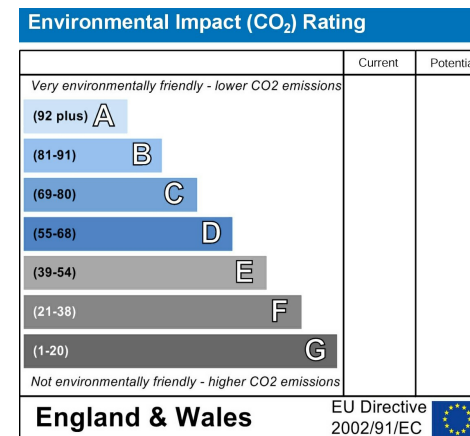 Environmental Impact (CO₂) Rating
Current Potentia
Very environmentally friendly - lower CO2 emissions
(92 plus) A
(81-91) B
(69-80) C
(55-68) D
(39-54) E
(21-38) F
(1-20) G
Not environmentally friendly - higher CO2 emissions
England & Wales
EU Directive
2002/91/EC